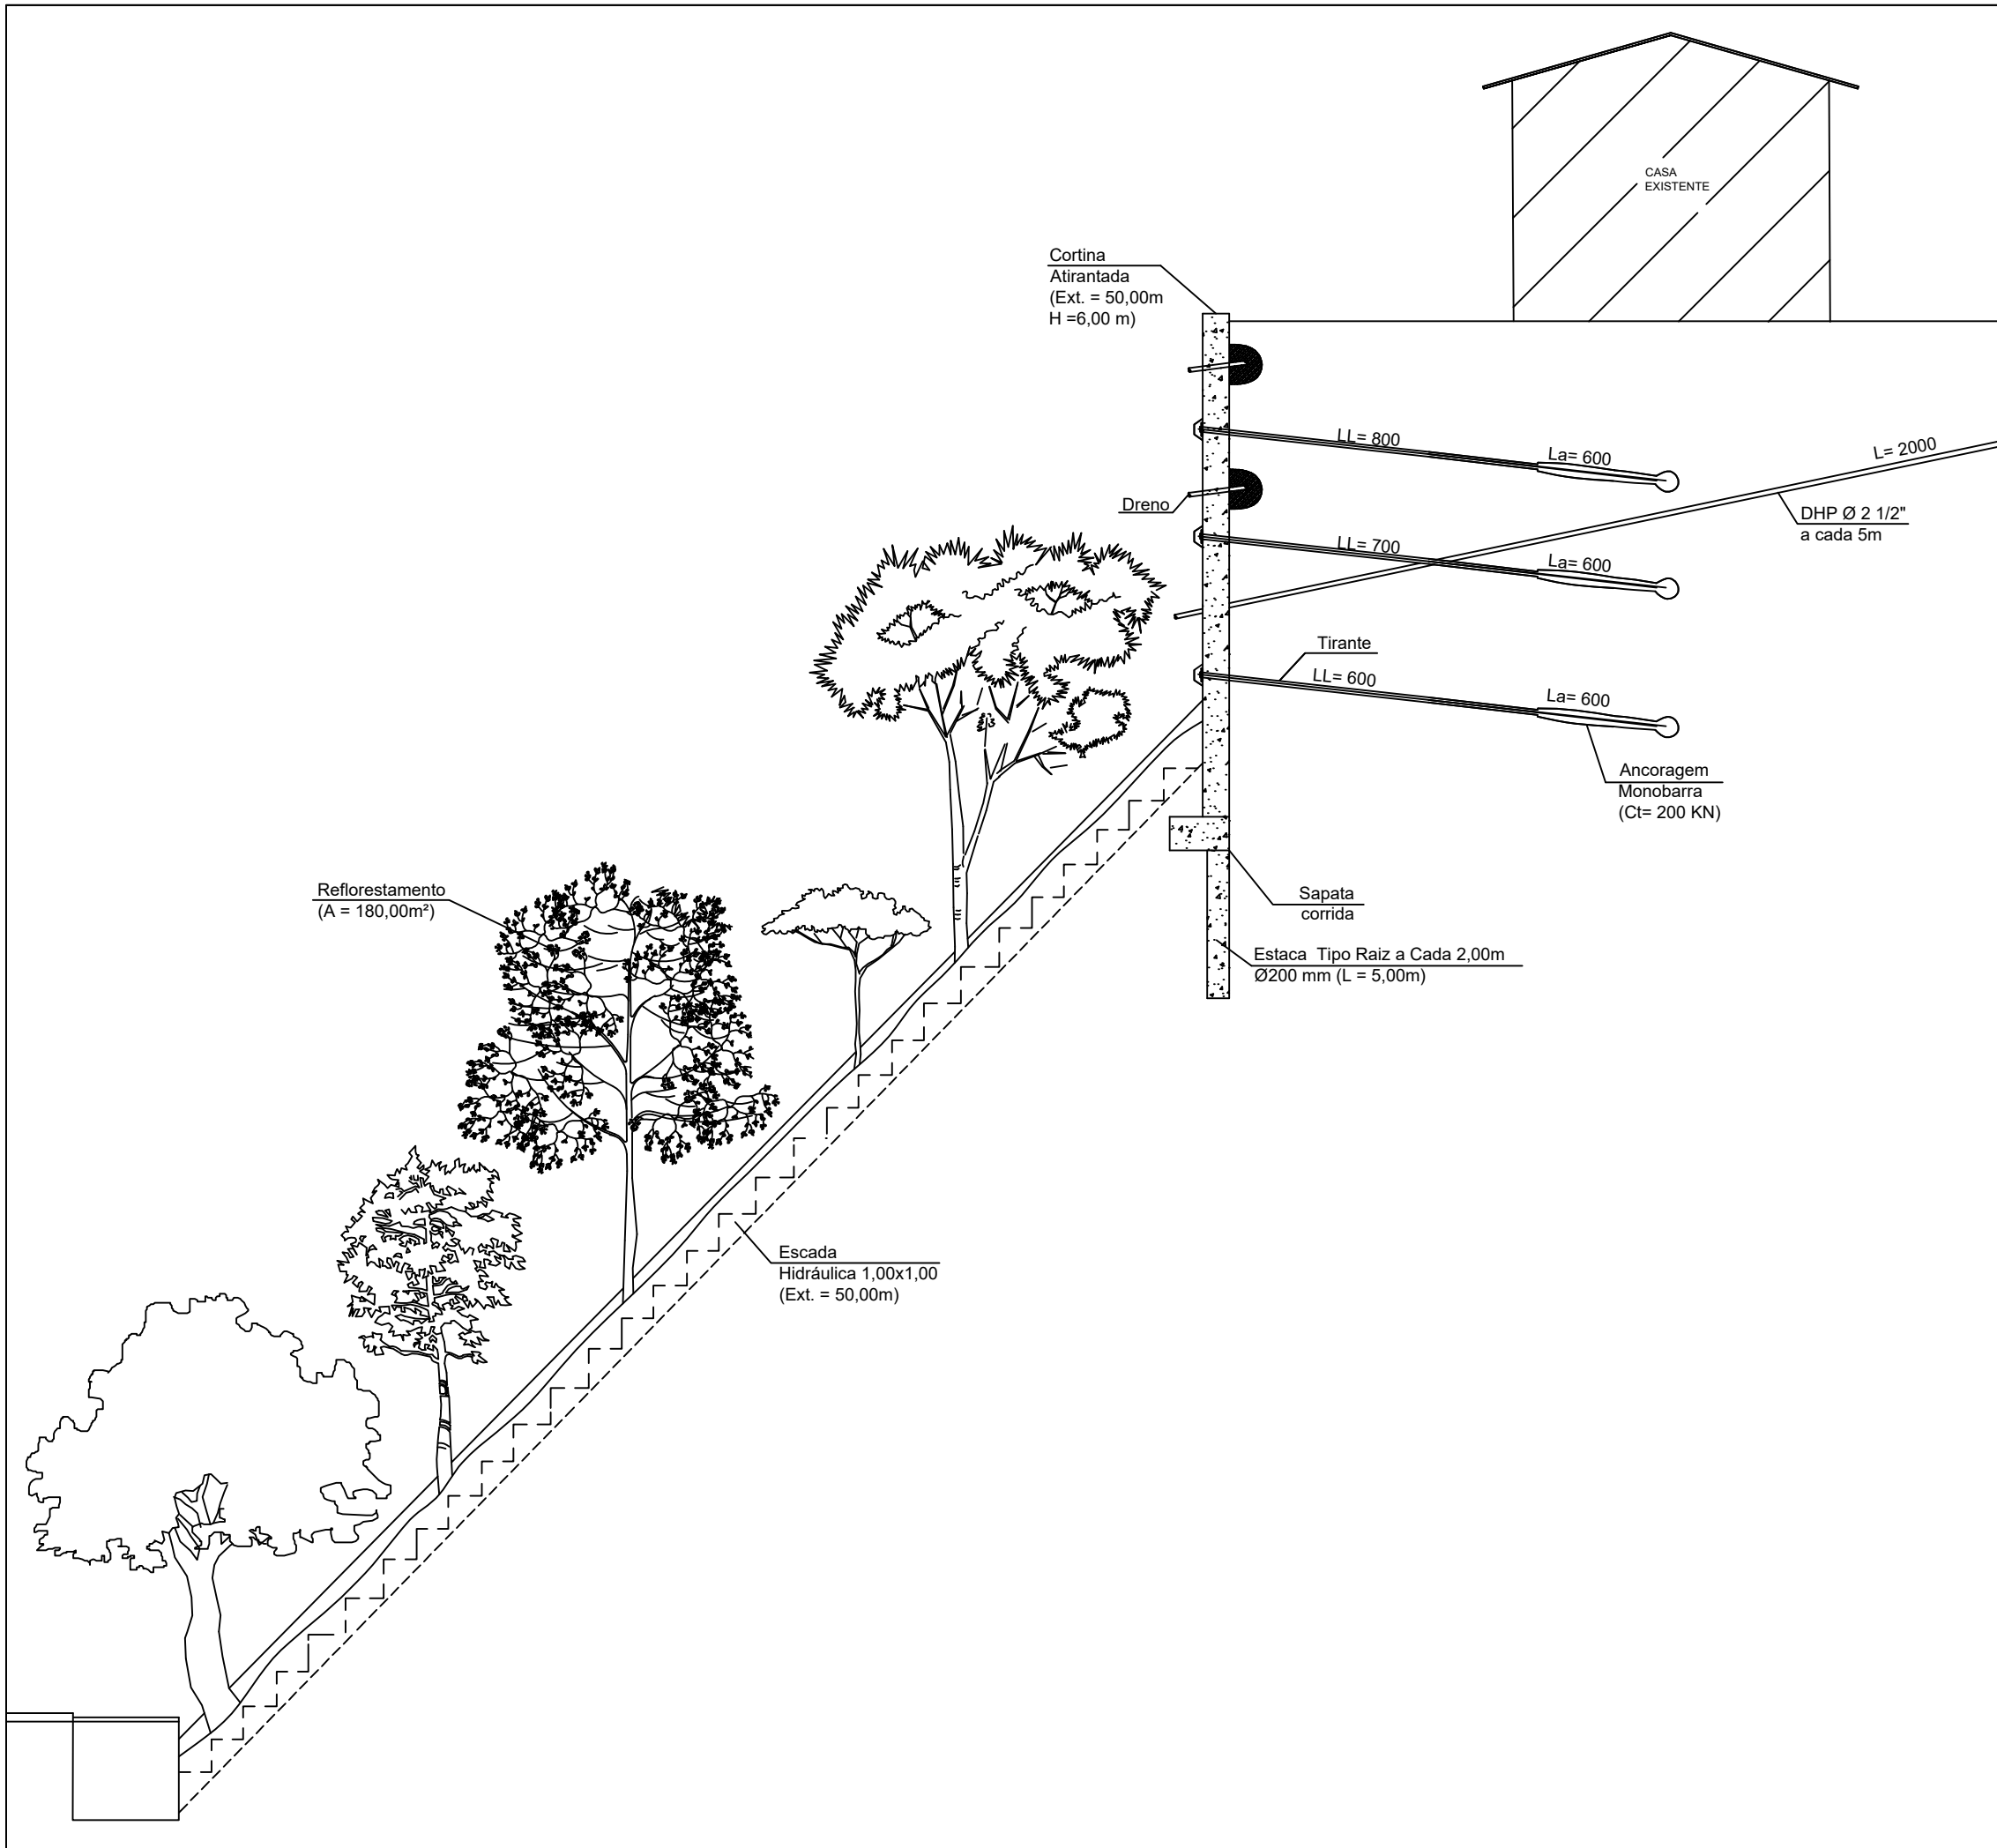 CASA
EXISTENTE
Cortina
Atirantada
(Ext. = 50,00m
H =6,00 m)
LL= 800
La= 600
L= 2000
Dreno
DHP Ø 2 1/2"
a cada 5m
LL= 700
La= 600
Tirante
LL= 600
La= 600
Ancoragem
Monobarra
(Ct= 200 KN)
Reflorestamento
(A = 180,00m²)
Sapata
corrida
Estaca Tipo Raiz a Cada 2,00m
Ø200 mm (L = 5,00m)
Escada
Hidráulica 1,00x1,00
(Ext. = 50,00m)